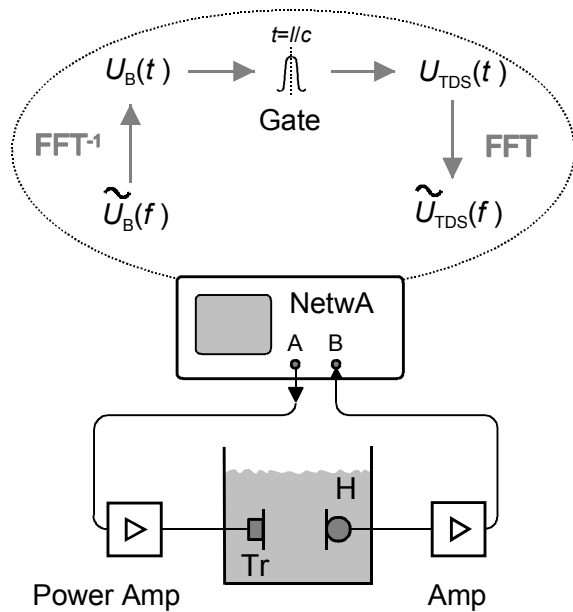 t=l/c
U_B(t) U_TDS(t)
Gate
FFT⁻¹ FFT
Ũ_B(f) Ũ_TDS(f)
NetwA
A B
H
Tr
Power Amp Amp